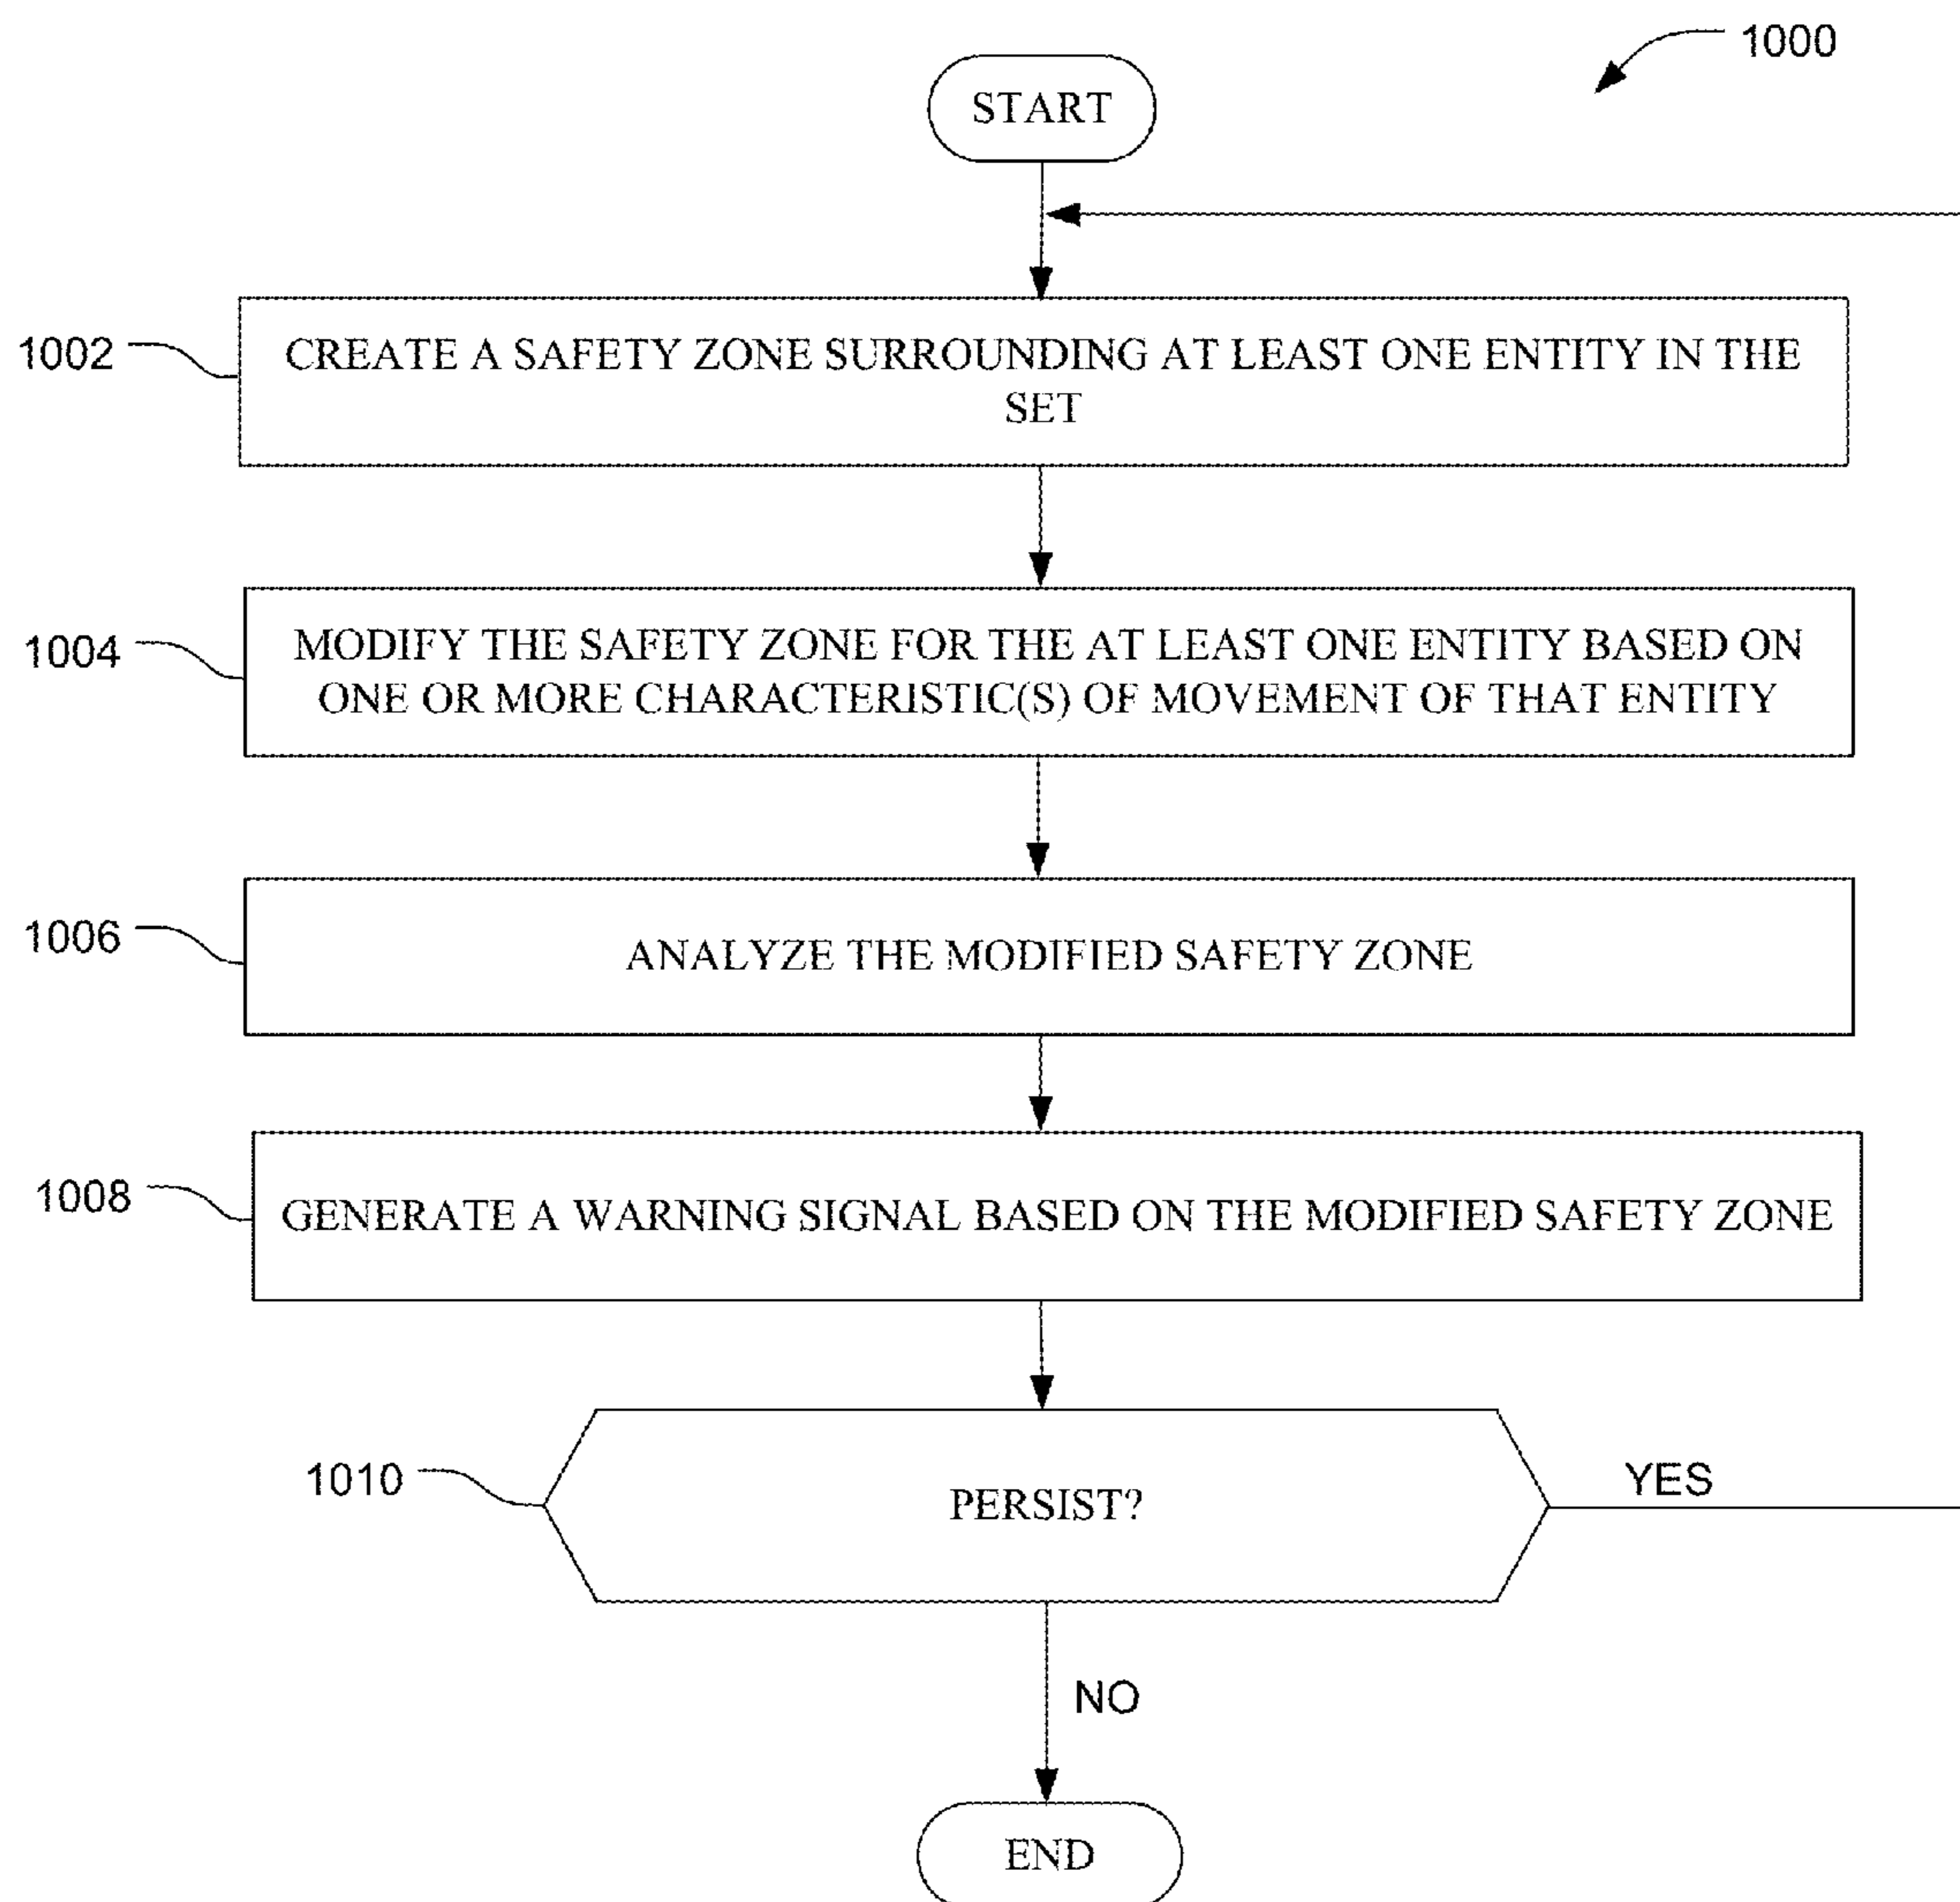 1000
START
1002
CREATE A SAFETY ZONE SURROUNDING AT LEAST ONE ENTITY IN THE
SET
1004
MODIFY THE SAFETY ZONE FOR THE AT LEAST ONE ENTITY BASED ON
ONE OR MORE CHARACTERISTIC(S) OF MOVEMENT OF THAT ENTITY
1006
ANALYZE THE MODIFIED SAFETY ZONE
1008
GENERATE A WARNING SIGNAL BASED ON THE MODIFIED SAFETY ZONE
1010
PERSIST?
YES
NO
END